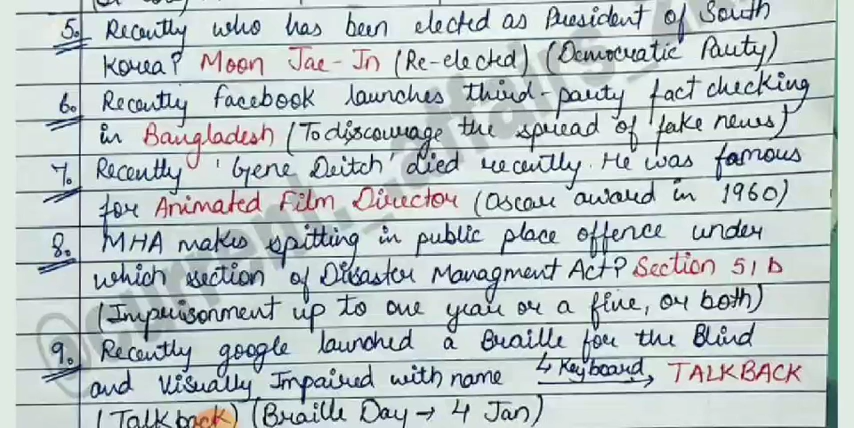 5. Recently who has been elected as President of South
Korea? Moon Jae-In (Re-elected) (Democratic Pauty)
6. Recently facebook launches third-party fact checking
in Bangladesh (To discourage the spread of fake news)
7. Recently 'Gene Deitch' died recently. He was famous
for Animated Film Director (Oscar award in 1960)
8. MHA makes spitting in public place offence under
which section of Disaster Managment Act? Section 51 b
(Imprisonment up to one year or a fine, or both)
9. Recently google launched a Braille for the Blind
and Visually Impaired with name ↳ Keyboard → TALKBACK
(Talkback) (Braille Day → 4 Jan)
@current._affairs_